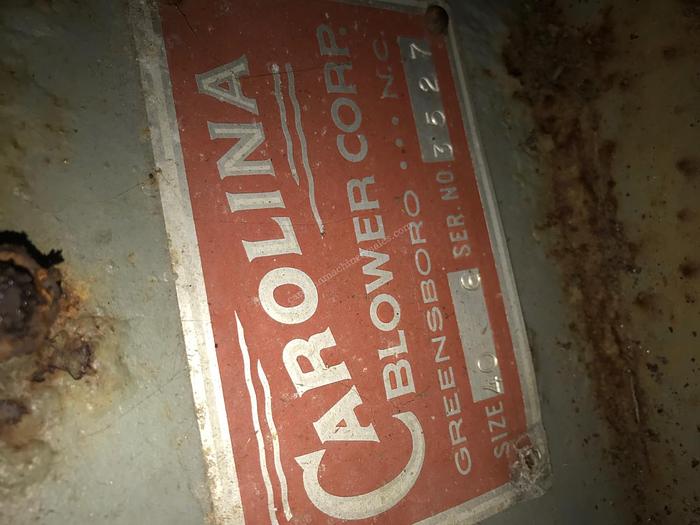 CAROLINA
BLOWER CORP.
GREENSBORO ... N.C.
SIZE 40 G SER. NO. 3527